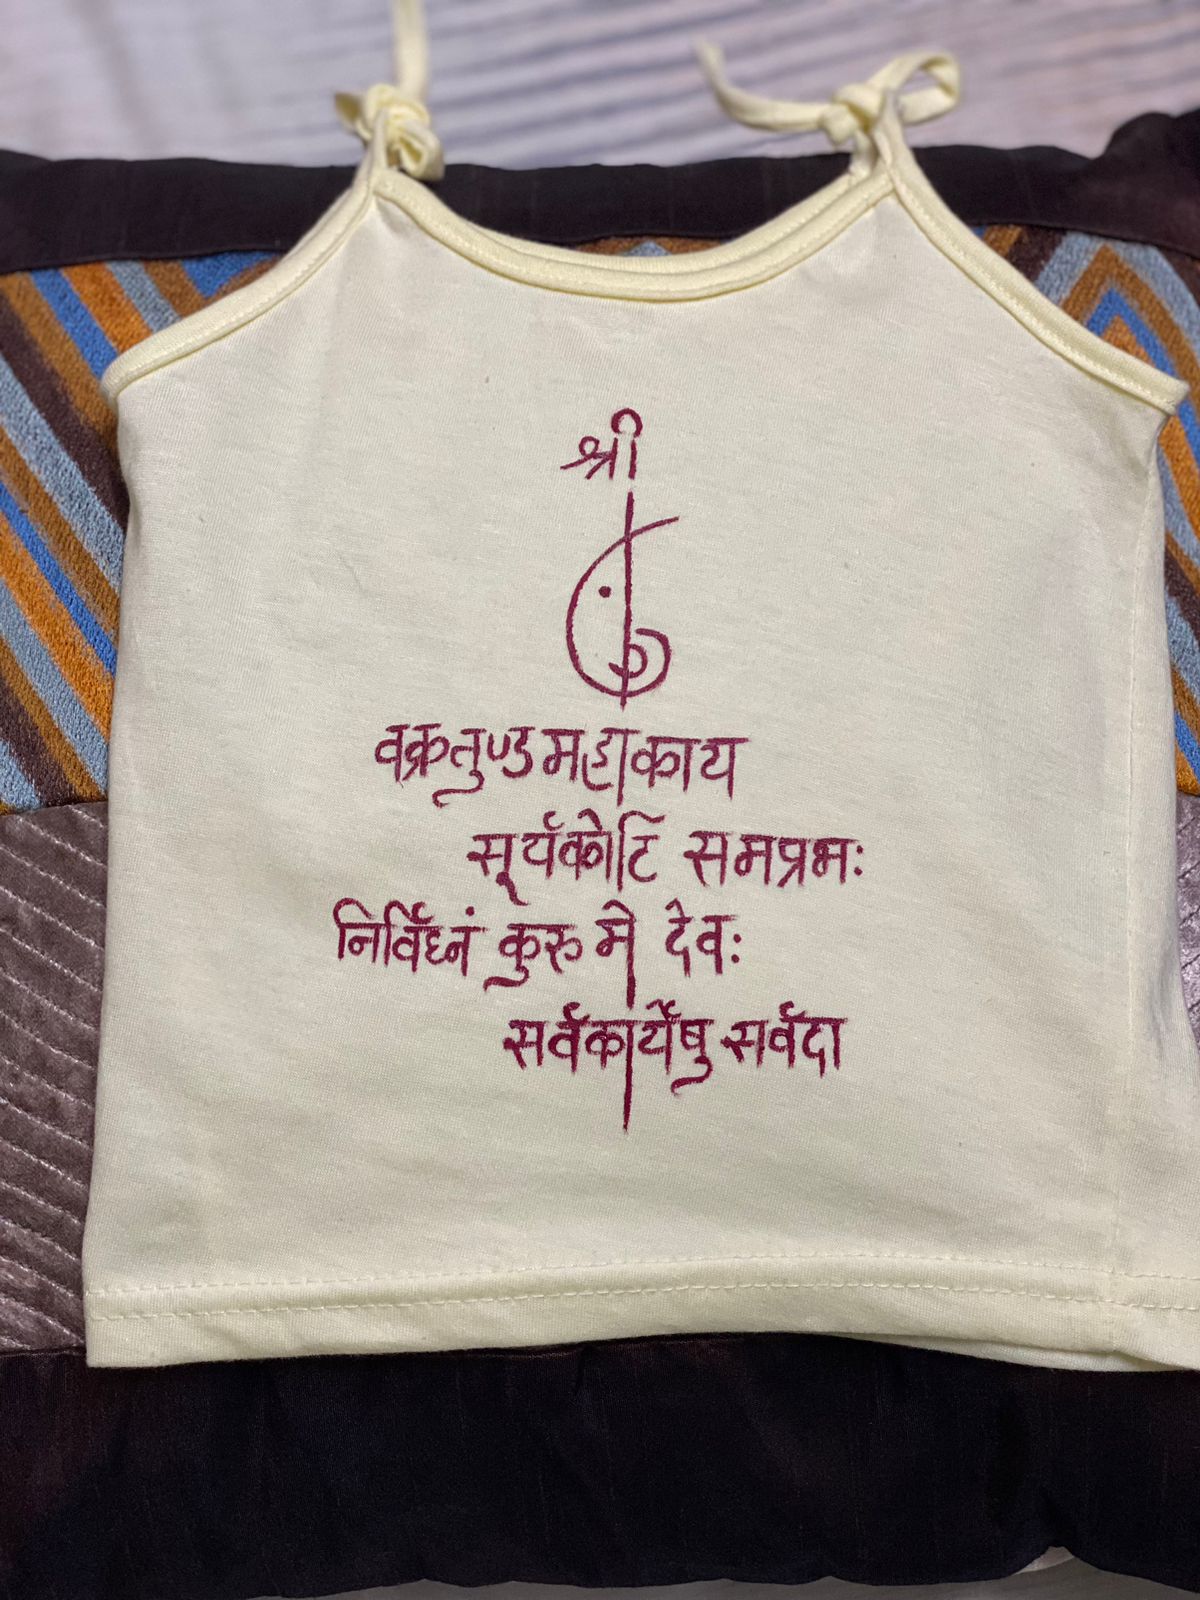 श्री
वक्रतुण्ड महाकाय
सूर्यकोटि समप्रभः
निर्विघ्नं कुरु मे देवः
सर्वकार्येषु सर्वदा